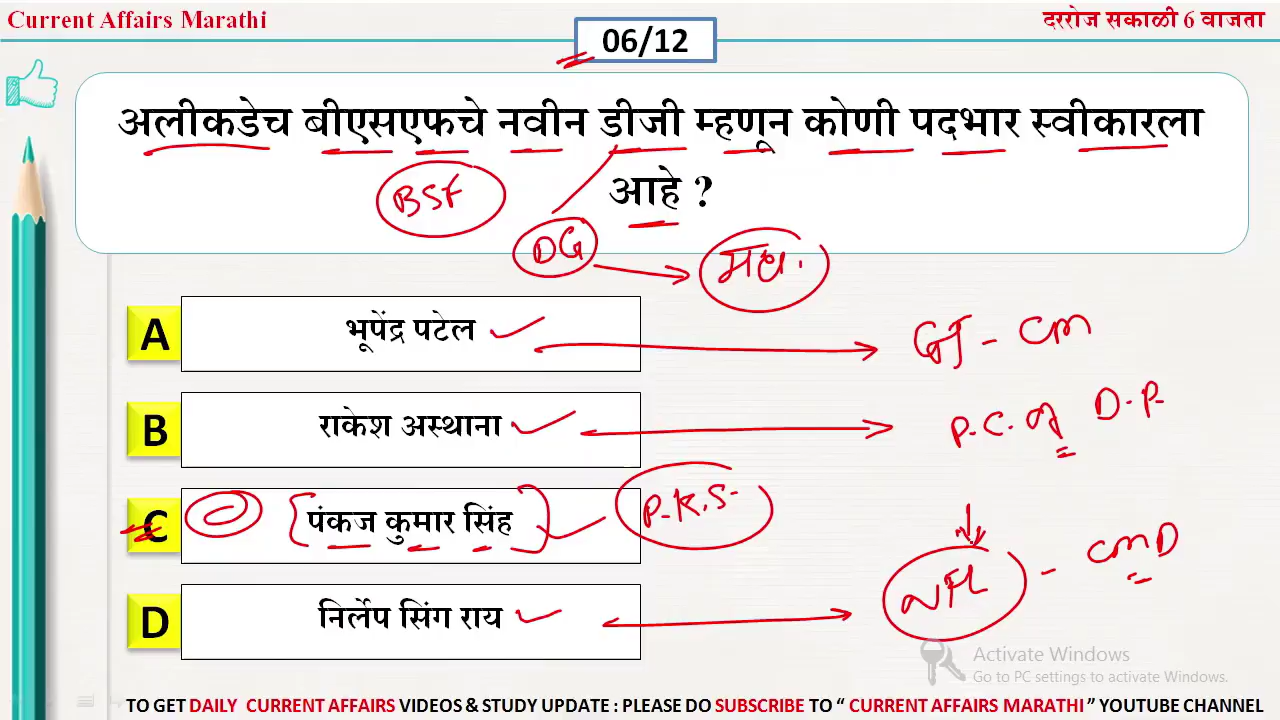 Current Affairs Marathi
दररोज सकाळी 6 वाजता
06/12
अलीकडेच बीएसएफचे नवीन डीजी म्हणून कोणी पदभार स्वीकारला
आहे ?
BSF
DG
महा.
A
भूपेंद्र पटेल
GJ - CM
B
राकेश अस्थाना
P.C. of D.P.
C
पंकज कुमार सिंह
P.K.S.
D
निर्लेप सिंग राय
NFL - CMD
Activate Windows
Go to PC settings to activate Windows.
TO GET DAILY CURRENT AFFAIRS VIDEOS & STUDY UPDATE : PLEASE DO SUBSCRIBE TO “ CURRENT AFFAIRS MARATHI ” YOUTUBE CHANNEL